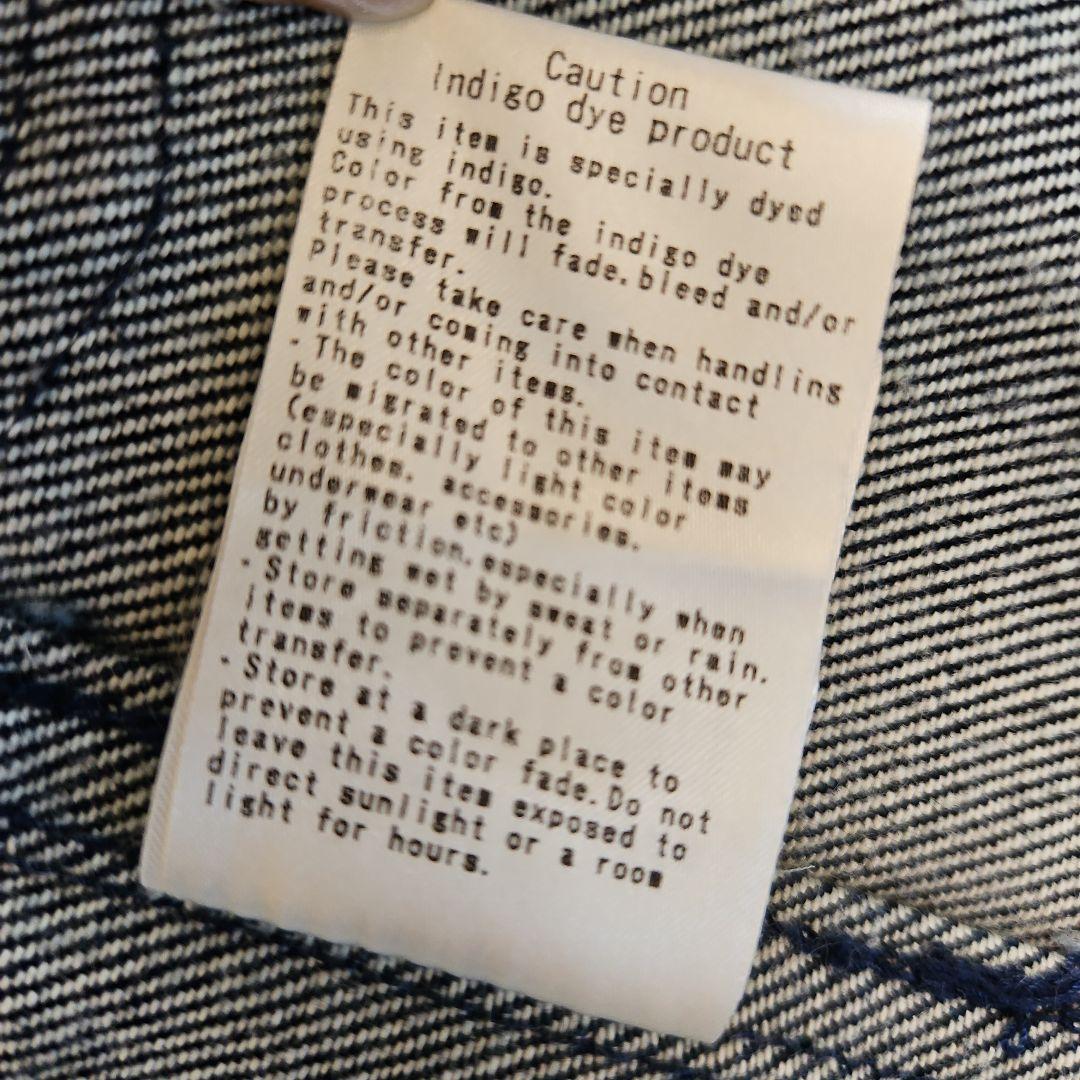 Caution
Indigo dye product
This item is specially dyed
using indigo.
Color from the indigo dye
process will fade.bleed and/or
transfer.
Please take care when handling
and/or coming into contact
with other items.
- The color of this item may
be migrated to other items
(especially light color
clothes, accessories,
underwear etc)
by friction,especially when
getting wet by sweat or rain.
- Store separately from other
items to prevent a color
transfer.
- Store at a dark place to
prevent a color fade.Do not
leave this item exposed to
direct sunlight or a room
light for hours.